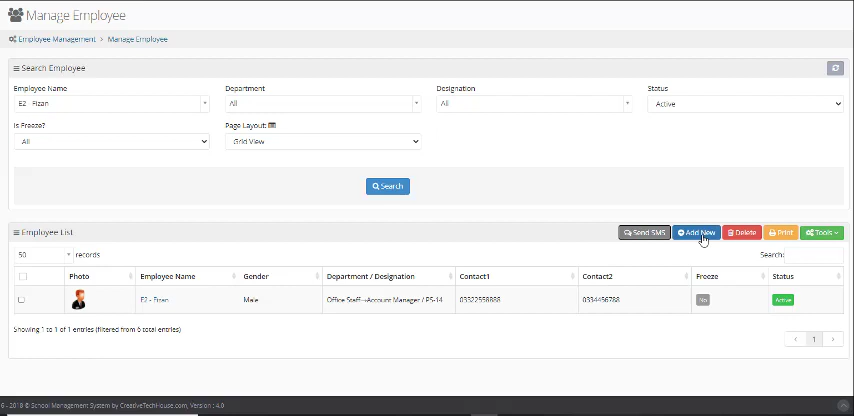 Manage Employee
Employee Management > Manage Employee
Search Employee
Employee Name Department Designation Status
E2 - Fizan All All Active
Is Freeze? Page Layout:
All Grid View
Search
Employee List Send SMS Add New Delete Print Tools
50 records Search:
Photo Employee Name Gender Department / Designation Contact1 Contact2 Freeze Status
E2 - Fizan Male Office Staff→Account Manager / PS-14 03322558888 0334456788 No Active
Showing 1 to 1 of 1 entries (filtered from 6 total entries)
‹ 1 ›
6 - 2018 © School Management System by CreativeTechHouse.com, Version : 4.0